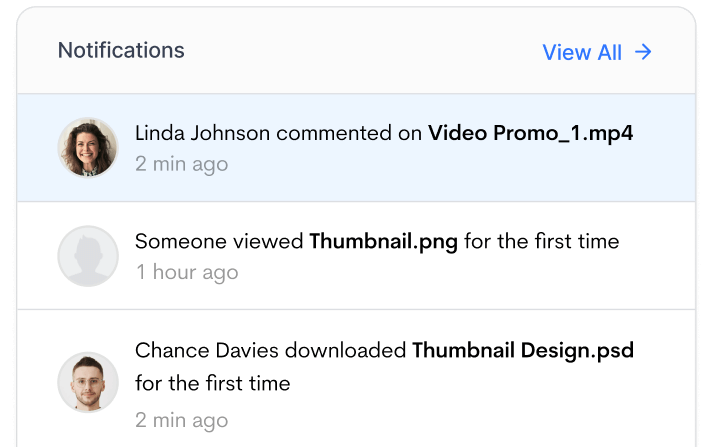 Notifications
View All →
Linda Johnson commented on Video Promo_1.mp4
2 min ago
Someone viewed Thumbnail.png for the first time
1 hour ago
Chance Davies downloaded Thumbnail Design.psd
for the first time
2 min ago